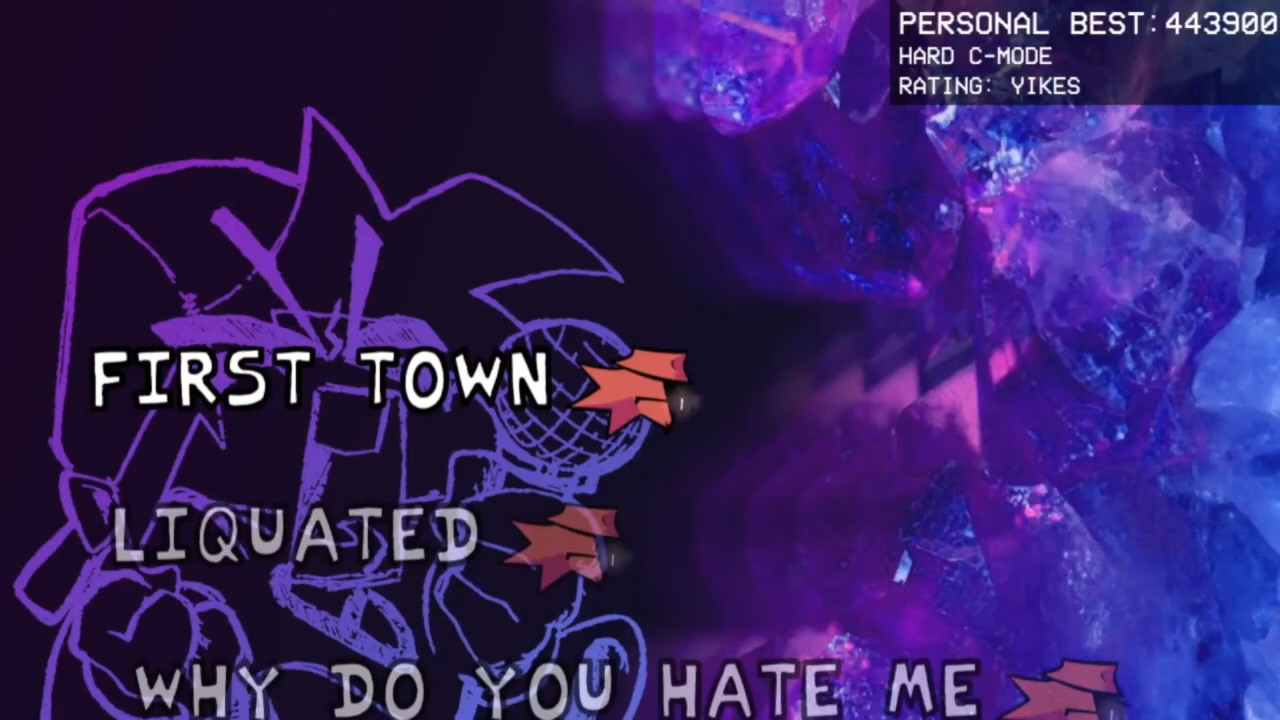 PERSONAL BEST:443900
HARD C-MODE
RATING: YIKES
FIRST TOWN
LIQUATED
WHY DO YOU HATE ME